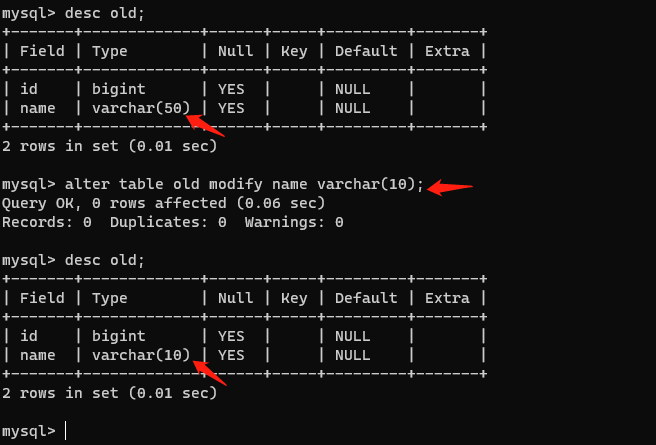 mysql> desc old;
+-------+-------------+------+-----+---------+-------+
| Field | Type        | Null | Key | Default | Extra |
+-------+-------------+------+-----+---------+-------+
| id    | bigint      | YES  |     | NULL    |       |
| name  | varchar(50) | YES  |     | NULL    |       |
+-------+-------------+------+-----+---------+-------+
2 rows in set (0.01 sec)

mysql> alter table old modify name varchar(10);
Query OK, 0 rows affected (0.06 sec)
Records: 0  Duplicates: 0  Warnings: 0

mysql> desc old;
+-------+-------------+------+-----+---------+-------+
| Field | Type        | Null | Key | Default | Extra |
+-------+-------------+------+-----+---------+-------+
| id    | bigint      | YES  |     | NULL    |       |
| name  | varchar(10) | YES  |     | NULL    |       |
+-------+-------------+------+-----+---------+-------+
2 rows in set (0.01 sec)

mysql>